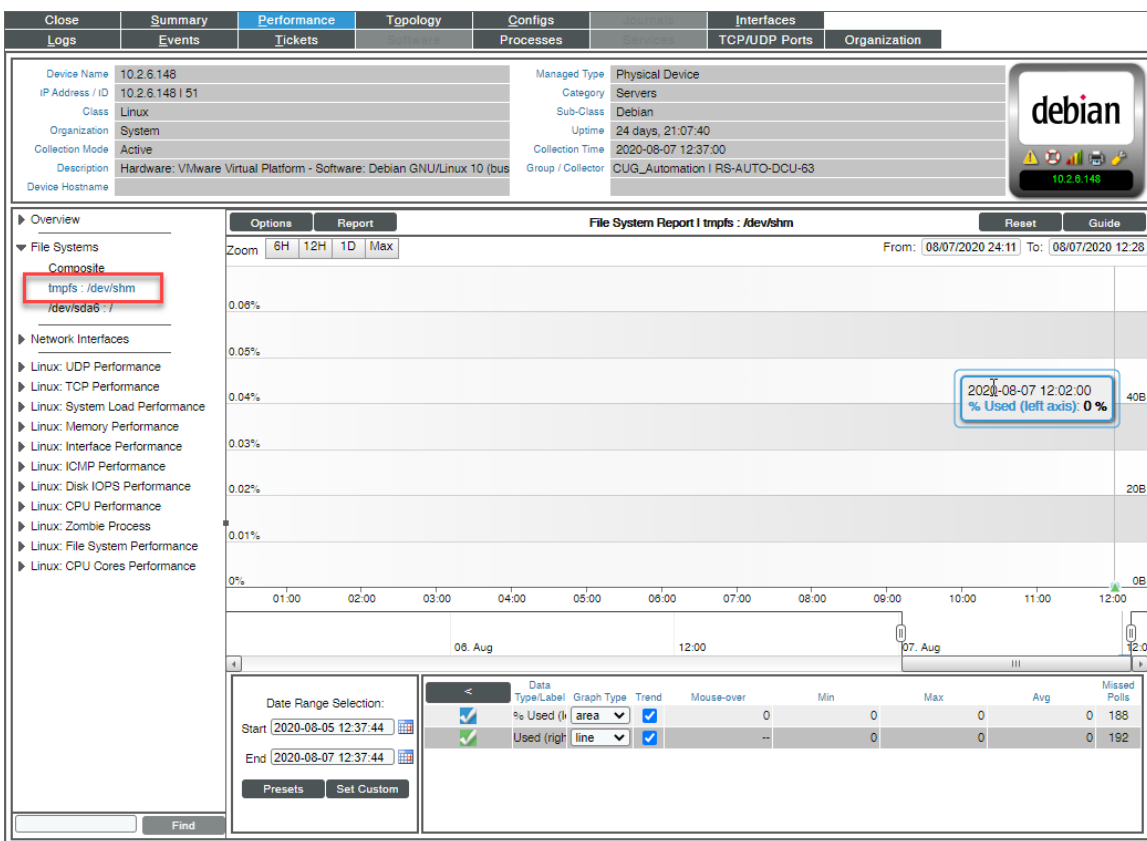 Close Summary Performance Topology Configs Journals Interfaces
Logs Events Tickets Software Processes Services TCP/UDP Ports Organization
Device Name 10.2.6.148 Managed Type Physical Device
IP Address / ID 10.2.6.148 | 51 Category Servers
Class Linux Sub-Class Debian
Organization System Uptime 24 days, 21:07:40
Collection Mode Active Collection Time 2020-08-07 12:37:00
Description Hardware: VMware Virtual Platform - Software: Debian GNU/Linux 10 (bus Group / Collector CUG_Automation | RS-AUTO-DCU-63
Device Hostname
debian
10.2.6.148
Overview
File Systems
Composite
tmpfs : /dev/shm
/dev/sda6 : /
Network Interfaces
Linux: UDP Performance
Linux: TCP Performance
Linux: System Load Performance
Linux: Memory Performance
Linux: Interface Performance
Linux: ICMP Performance
Linux: Disk IOPS Performance
Linux: CPU Performance
Linux: Zombie Process
Linux: File System Performance
Linux: CPU Cores Performance
Find
Options Report File System Report | tmpfs : /dev/shm Reset Guide
Zoom 6H 12H 1D Max From: 08/07/2020 24:11 To: 08/07/2020 12:28
0.06%
0.05%
0.04% 40B
0.03%
0.02% 20B
0.01%
0% 0B
2020-08-07 12:02:00
% Used (left axis): 0 %
01:00 02:00 03:00 04:00 05:00 06:00 07:00 08:00 09:00 10:00 11:00 12:00
06. Aug 12:00 07. Aug 12:0
Date Range Selection:
Start 2020-08-05 12:37:44
End 2020-08-07 12:37:44
Presets Set Custom
< Data Type/Label Graph Type Trend Mouse-over Min Max Avg Missed Polls
% Used (l area 0 0 0 0 188
Used (righ line -- 0 0 0 192